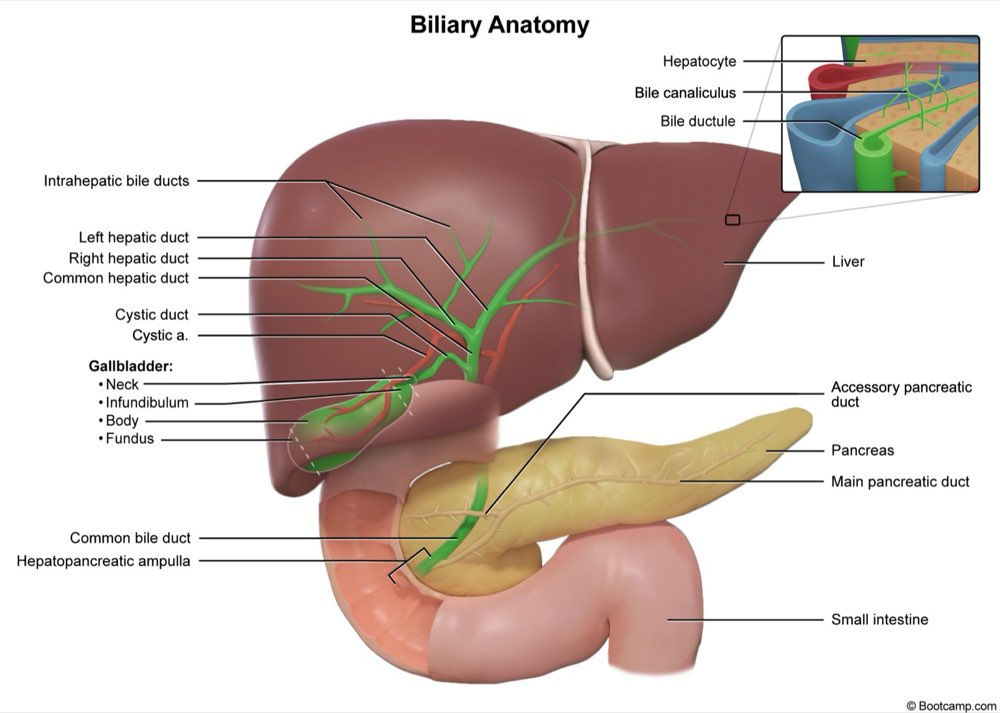 Biliary Anatomy
Hepatocyte
Bile canaliculus
Bile ductule
Intrahepatic bile ducts
Left hepatic duct
Right hepatic duct
Common hepatic duct
Cystic duct
Cystic a.
Gallbladder:
• Neck
• Infundibulum
• Body
• Fundus
Common bile duct
Hepatopancreatic ampulla
Liver
Accessory pancreatic
duct
Pancreas
Main pancreatic duct
Small intestine
© Bootcamp.com